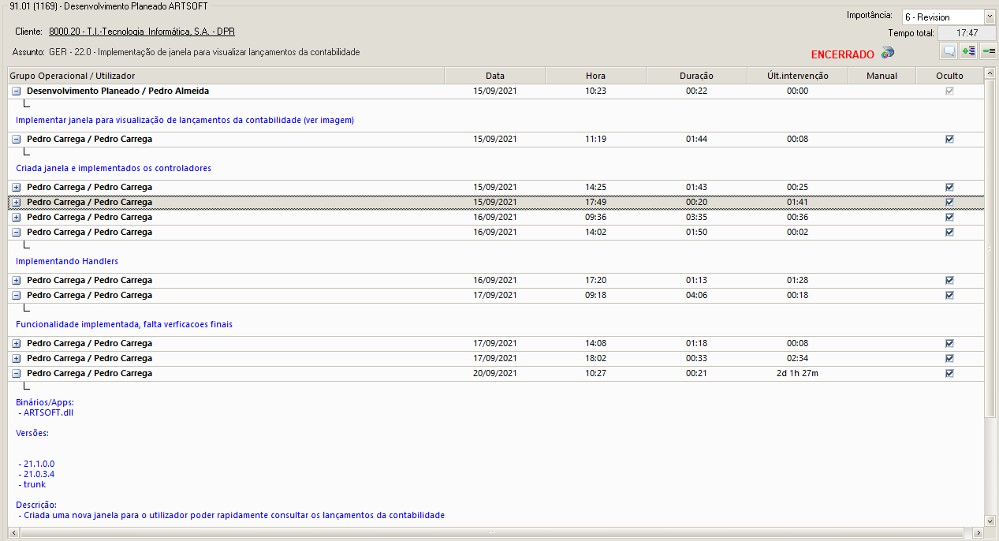 91.01 (1169) - Desenvolvimento Planeado ARTSOFT
Importância: 6 - Revision
Cliente: 8000.20 - T.I.-Tecnologia Informática, S.A. - DPR
Tempo total: 17:47
Assunto: GER - 22.0 - Implementação de janela para visualizar lançamentos da contabilidade
ENCERRADO
Grupo Operacional / Utilizador Data Hora Duração Últ.intervenção Manual Oculto
Desenvolvimento Planeado / Pedro Almeida 15/09/2021 10:23 00:22 00:00
Implementar janela para visualização de lançamentos da contabilidade (ver imagem)
Pedro Carrega / Pedro Carrega 15/09/2021 11:19 01:44 00:08
Criada janela e implementados os controladores
Pedro Carrega / Pedro Carrega 15/09/2021 14:25 01:43 00:25
Pedro Carrega / Pedro Carrega 15/09/2021 17:49 00:20 01:41
Pedro Carrega / Pedro Carrega 16/09/2021 09:36 03:35 00:36
Pedro Carrega / Pedro Carrega 16/09/2021 14:02 01:50 00:02
Implementando Handlers
Pedro Carrega / Pedro Carrega 16/09/2021 17:20 01:13 01:28
Pedro Carrega / Pedro Carrega 17/09/2021 09:18 04:06 00:18
Funcionalidade implementada, falta verficacoes finais
Pedro Carrega / Pedro Carrega 17/09/2021 14:08 01:18 00:08
Pedro Carrega / Pedro Carrega 17/09/2021 18:02 00:33 02:34
Pedro Carrega / Pedro Carrega 20/09/2021 10:27 00:21 2d 1h 27m
Binários/Apps:
- ARTSOFT.dll
Versões:
- 21.1.0.0
- 21.0.3.4
- trunk
Descrição:
- Criada uma nova janela para o utilizador poder rapidamente consultar os lançamentos da contabilidade